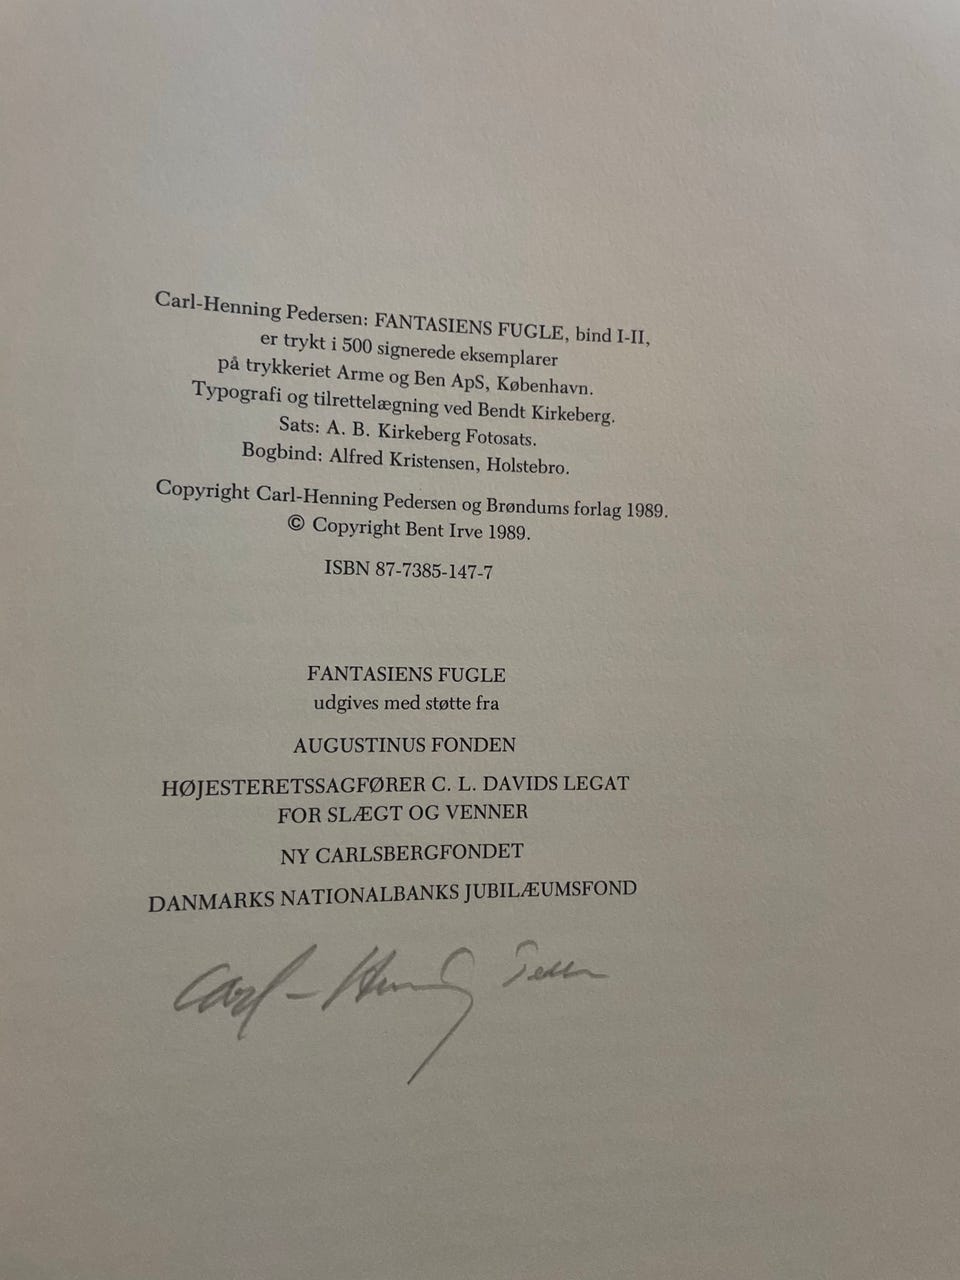 Carl-Henning Pedersen: FANTASIENS FUGLE, bind I-II,
er trykt i 500 signerede eksemplarer
på trykkeriet Arme og Ben ApS, København.
Typografi og tilrettelægning ved Bendt Kirkeberg.
Sats: A. B. Kirkeberg Fotosats.
Bogbind: Alfred Kristensen, Holstebro.
Copyright Carl-Henning Pedersen og Brøndums forlag 1989.
© Copyright Bent Irve 1989.
ISBN 87-7385-147-7
FANTASIENS FUGLE
udgives med støtte fra
AUGUSTINUS FONDEN
HØJESTERETSSAGFØRER C. L. DAVIDS LEGAT
FOR SLÆGT OG VENNER
NY CARLSBERGFONDET
DANMARKS NATIONALBANKS JUBILÆUMSFOND
Carl-Henning Pedersen